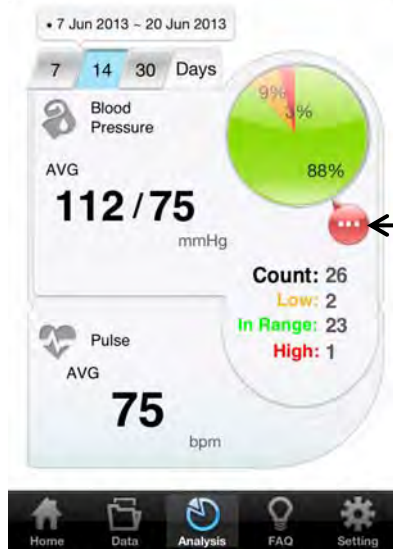 • 7 Jun 2013 ~ 20 Jun 2013
7 14 30 Days
Blood
Pressure
AVG
112 / 75
mmHg
9%
3%
88%
Count: 26
Low: 2
In Range: 23
High: 1
Pulse
AVG
75
bpm
Home Data Analysis FAQ Setting